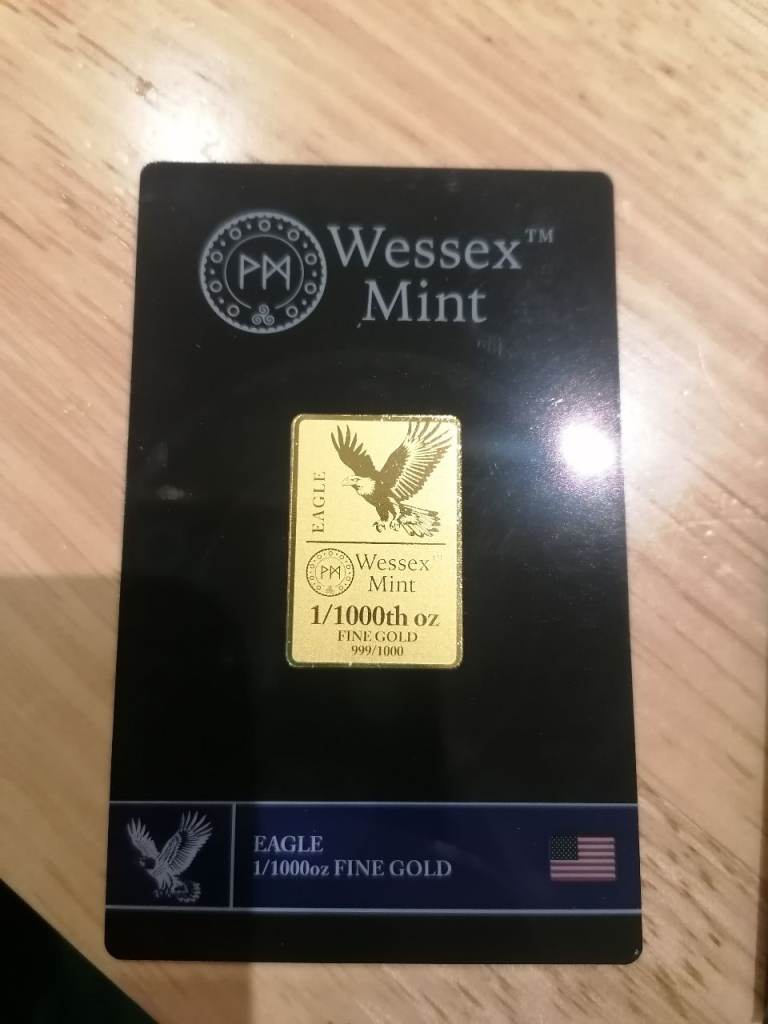 Wessex™
Mint
EAGLE
Wessex™
Mint
1/1000th oz
FINE GOLD
999/1000
EAGLE
1/1000oz FINE GOLD